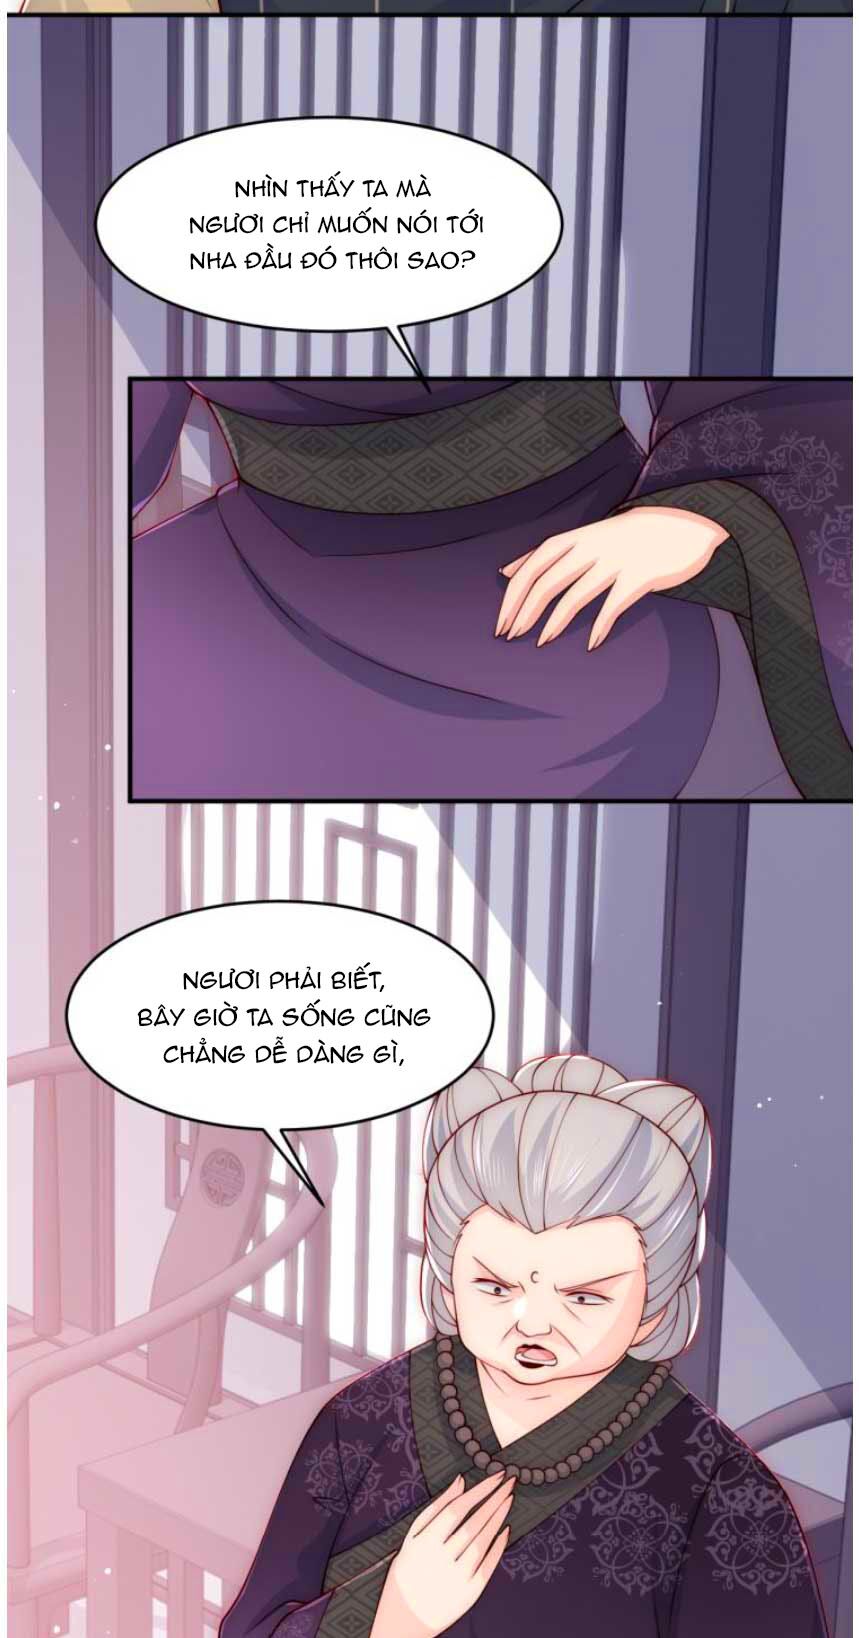 NHÌN THẤY TA MÀ
NGƯƠI CHỈ MUỐN NÓI TỚI
NHA ĐẦU ĐÓ THÔI SAO?
NGƯƠI PHẢI BIẾT,
BÂY GIỜ TA SỐNG CŨNG
CHẲNG DỄ DÀNG GÌ,